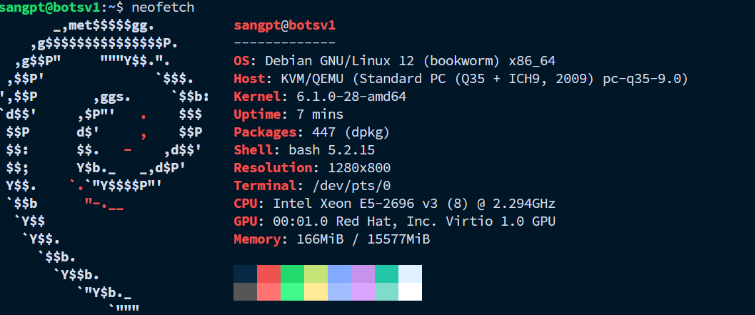 sangpt@botsv1:~$ neofetch
       _,met$$$$$gg.          sangpt@botsv1
    ,g$$$$$$$$$$$$$$$P.       -------------
  ,g$$P"     """Y$$.".        OS: Debian GNU/Linux 12 (bookworm) x86_64
 ,$$P'              `$$$.     Host: KVM/QEMU (Standard PC (Q35 + ICH9, 2009) pc-q35-9.0)
',$$P       ,ggs.     `$$b:   Kernel: 6.1.0-28-amd64
`d$$'     ,$P"'   .    $$$    Uptime: 7 mins
 $$P      d$'     ,    $$P    Packages: 447 (dpkg)
 $$:      $$.   -    ,d$$'    Shell: bash 5.2.15
 $$;      Y$b._   _,d$P'      Resolution: 1280x800
 Y$$.    `.`"Y$$$$P"'         Terminal: /dev/pts/0
 `$$b      "-.__              CPU: Intel Xeon E5-2696 v3 (8) @ 2.294GHz
  `Y$$                        GPU: 00:01.0 Red Hat, Inc. Virtio 1.0 GPU
   `Y$$.                      Memory: 166MiB / 15577MiB
     `$$b.
       `Y$$b.
          `"Y$b._
              `"""